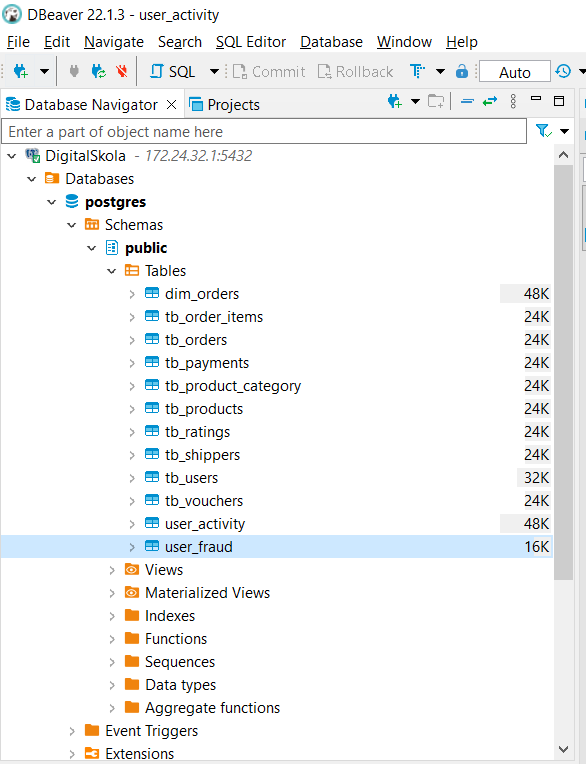 DBeaver 22.1.3 - user_activity
File Edit Navigate Search SQL Editor Database Window Help
SQL Commit Rollback Auto
Database Navigator Projects
Enter a part of object name here
DigitalSkola - 172.24.32.1:5432
Databases
postgres
Schemas
public
Tables
dim_orders 48K
tb_order_items 24K
tb_orders 24K
tb_payments 24K
tb_product_category 24K
tb_products 24K
tb_ratings 24K
tb_shippers 24K
tb_users 32K
tb_vouchers 24K
user_activity 48K
user_fraud 16K
Views
Materialized Views
Indexes
Functions
Sequences
Data types
Aggregate functions
Event Triggers
Extensions